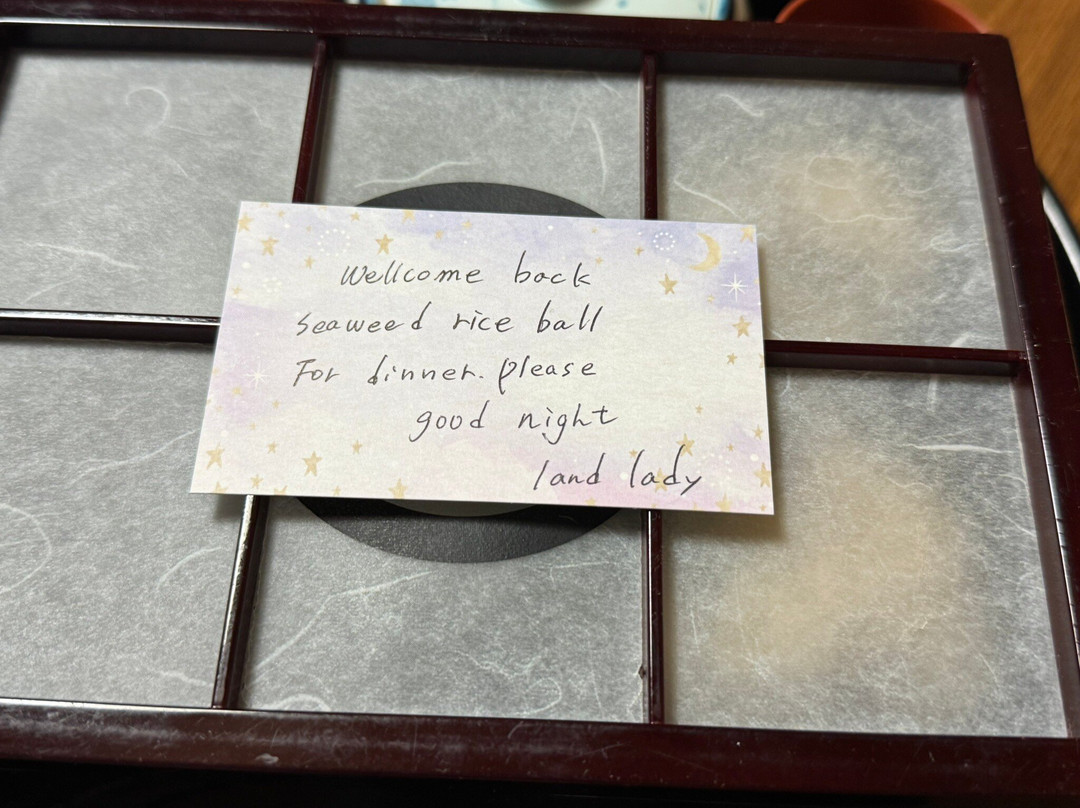 Wellcome back
seaweed rice ball
For dinner. please
good night
land lady